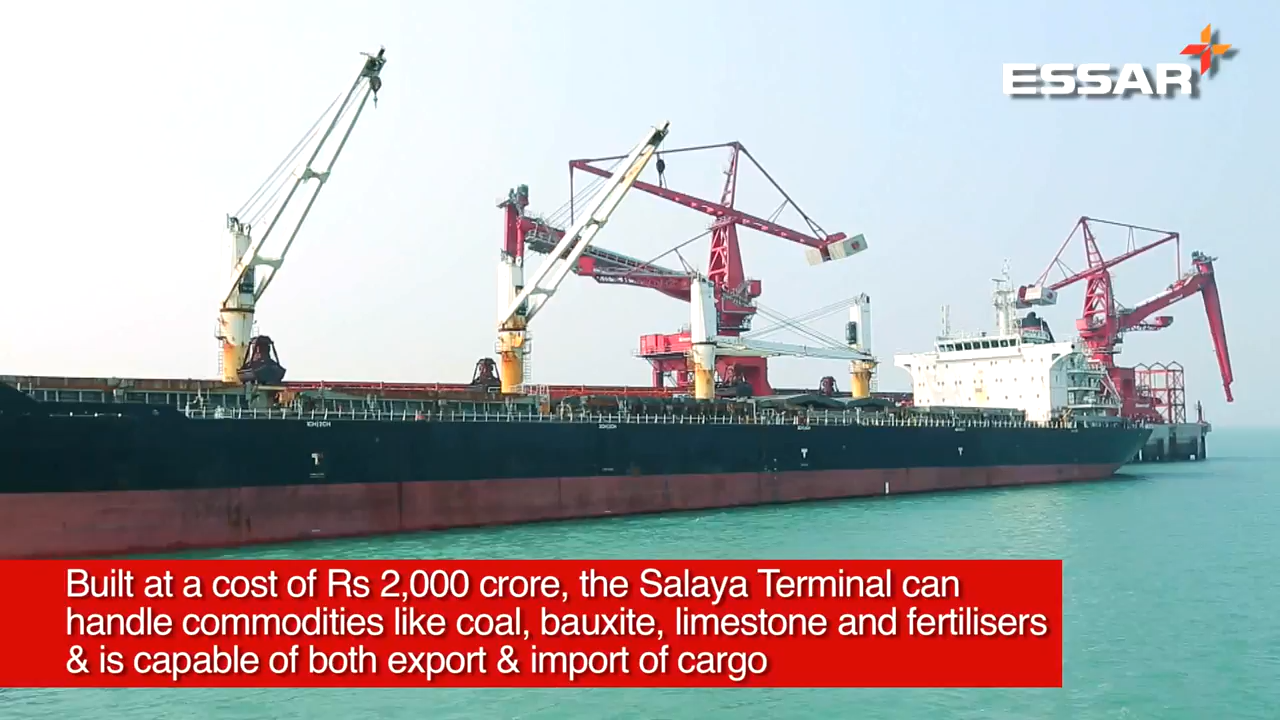 ESSAR
Built at a cost of Rs 2,000 crore, the Salaya Terminal can
handle commodities like coal, bauxite, limestone and fertilisers
& is capable of both export & import of cargo